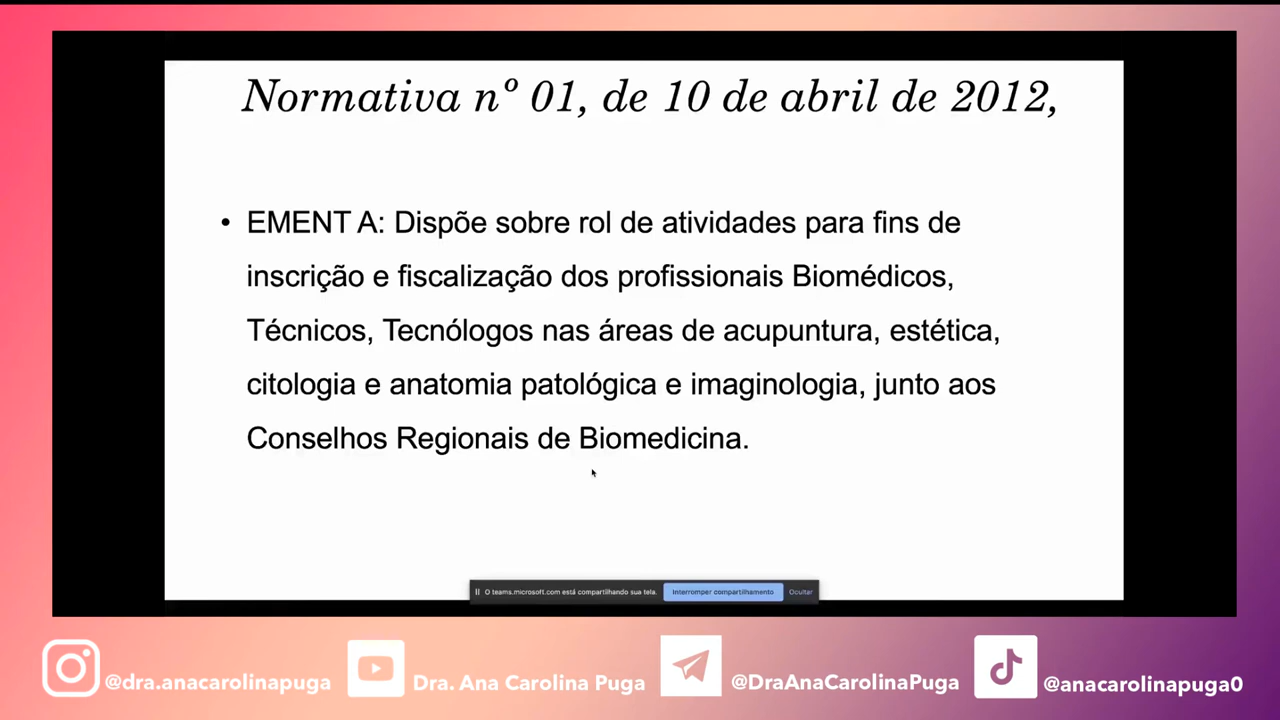 Normativa nº 01, de 10 de abril de 2012,
• EMENT A: Dispõe sobre rol de atividades para fins de
inscrição e fiscalização dos profissionais Biomédicos,
Técnicos, Tecnólogos nas áreas de acupuntura, estética,
citologia e anatomia patológica e imaginologia, junto aos
Conselhos Regionais de Biomedicina.
O teams.microsoft.com está compartilhando sua tela. Interromper compartilhamento Ocultar
@dra.anacarolinapuga Dra. Ana Carolina Puga @DraAnaCarolinaPuga @anacarolinapuga0